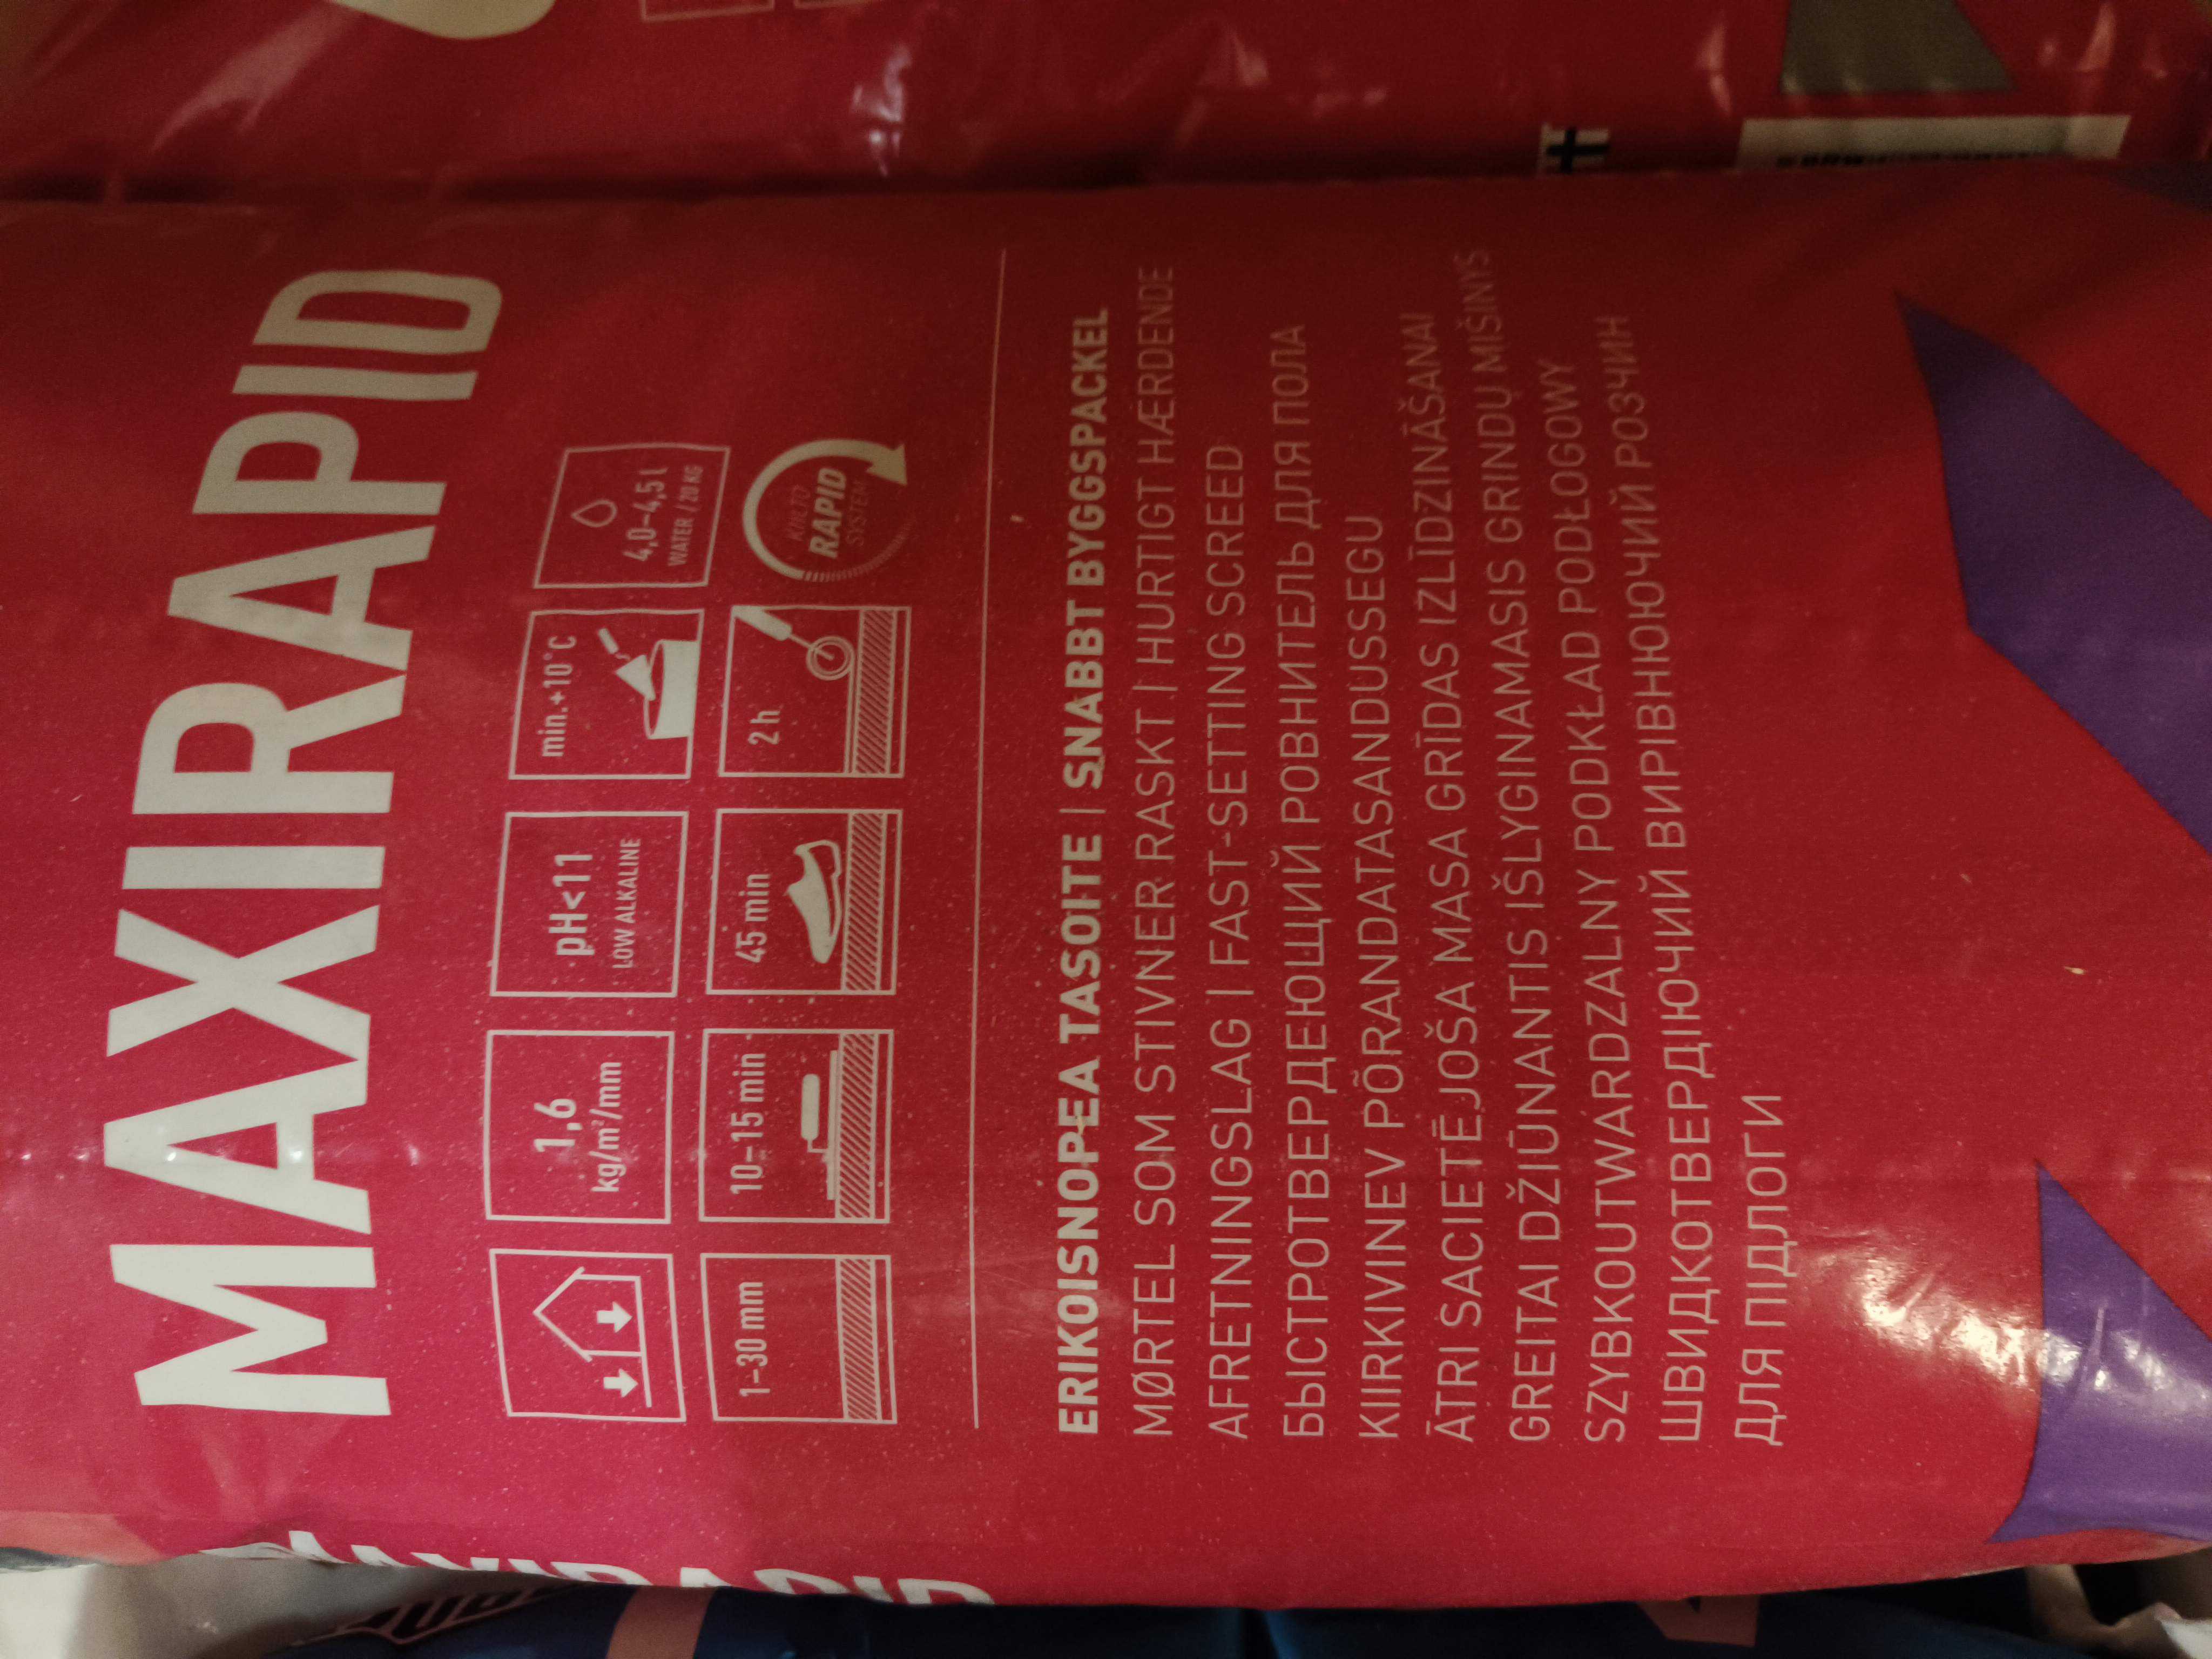 MAXIRAPID
1,6
kg/m²/mm
pH<11
LOW ALKALINE
min.+10°C
4,0–4,5 l
WATER / 20 KG
1–30 mm
10–15 min
45 min
2 h
KIILTO
RAPID
SYSTEM
ERIKOISNOPEA TASOITE | SNABBT BYGGSPACKEL
MØRTEL SOM STIVNER RASKT | HURTIGT HÆRDENDE
AFRETNINGSLAG | FAST-SETTING SCREED
БЫСТРОТВЕРДЕЮЩИЙ РОВНИТЕЛЬ ДЛЯ ПОЛА
KIIRKIVINEV PÕRANDATASANDUSSEGU
ĀTRI SACIETĒJOŠA MASA GRĪDAS IZLĪDZINĀŠANAI
GREITAI DŽIŪNANTIS IŠLYGINAMASIS GRINDŲ MIŠINYS
SZYBKOUTWARDZALNY PODKŁAD PODŁOGOWY
ШВИДКОТВЕРДІЮЧИЙ ВИРІВНЮЮЧИЙ РОЗЧИН
ДЛЯ ПІДЛОГИ
MAXIRAPID